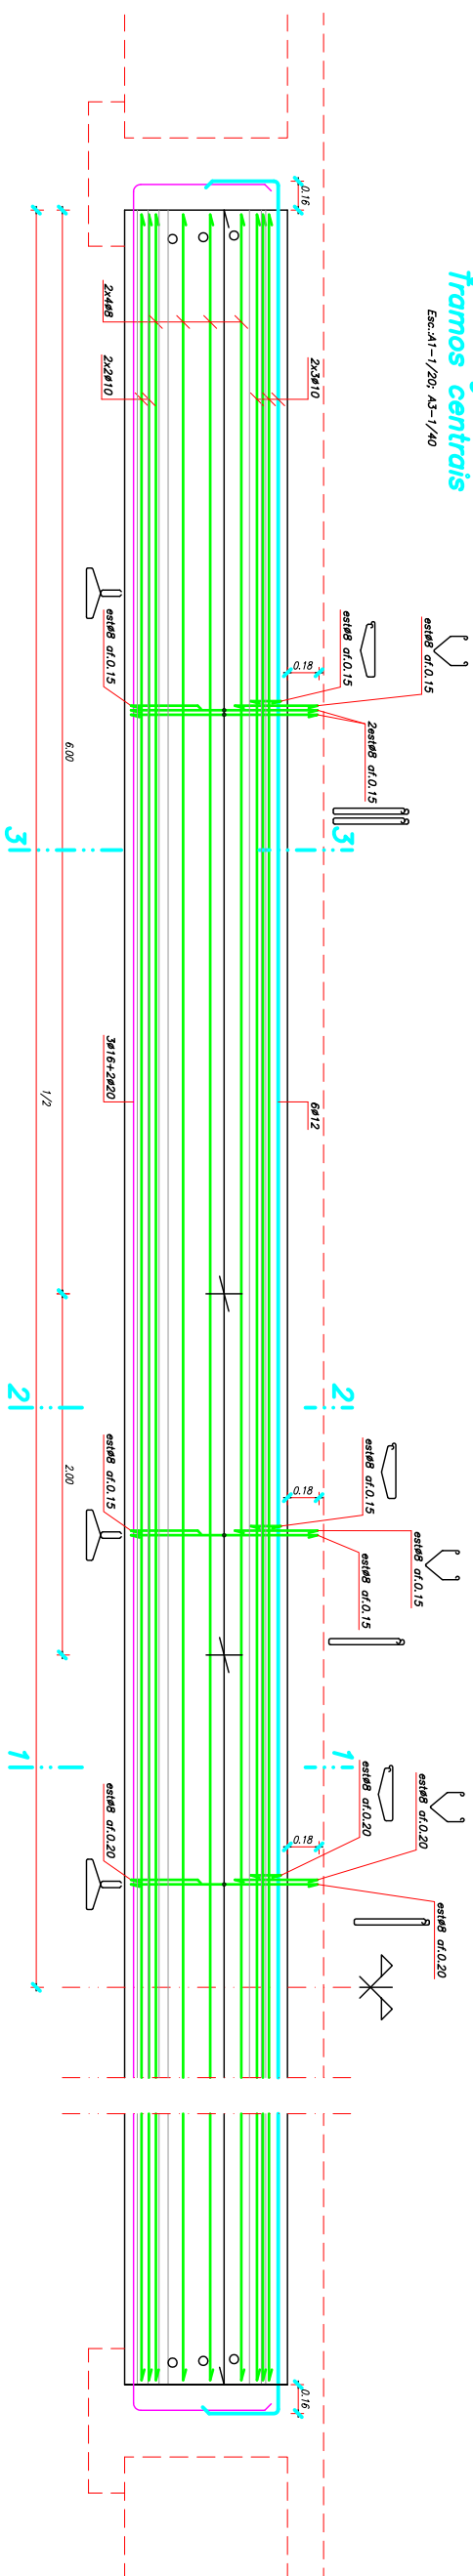 Tramos centrais
Esc.:A1-1/20; A3-1/40
0.16
2x4ø8
2x2ø10
2x3ø10
estø8 af.0.15
0.18
estø8 af.0.15
estø8 af.0.15
2estø8 af.0.15
6.00
3
3
1/2
3ø16+2ø20
6ø12
2
2
2.00
estø8 af.0.15
0.18
estø8 af.0.15
estø8 af.0.15
estø8 af.0.15
1
1
estø8 af.0.20
0.18
estø8 af.0.20
estø8 af.0.20
estø8 af.0.20
0.16